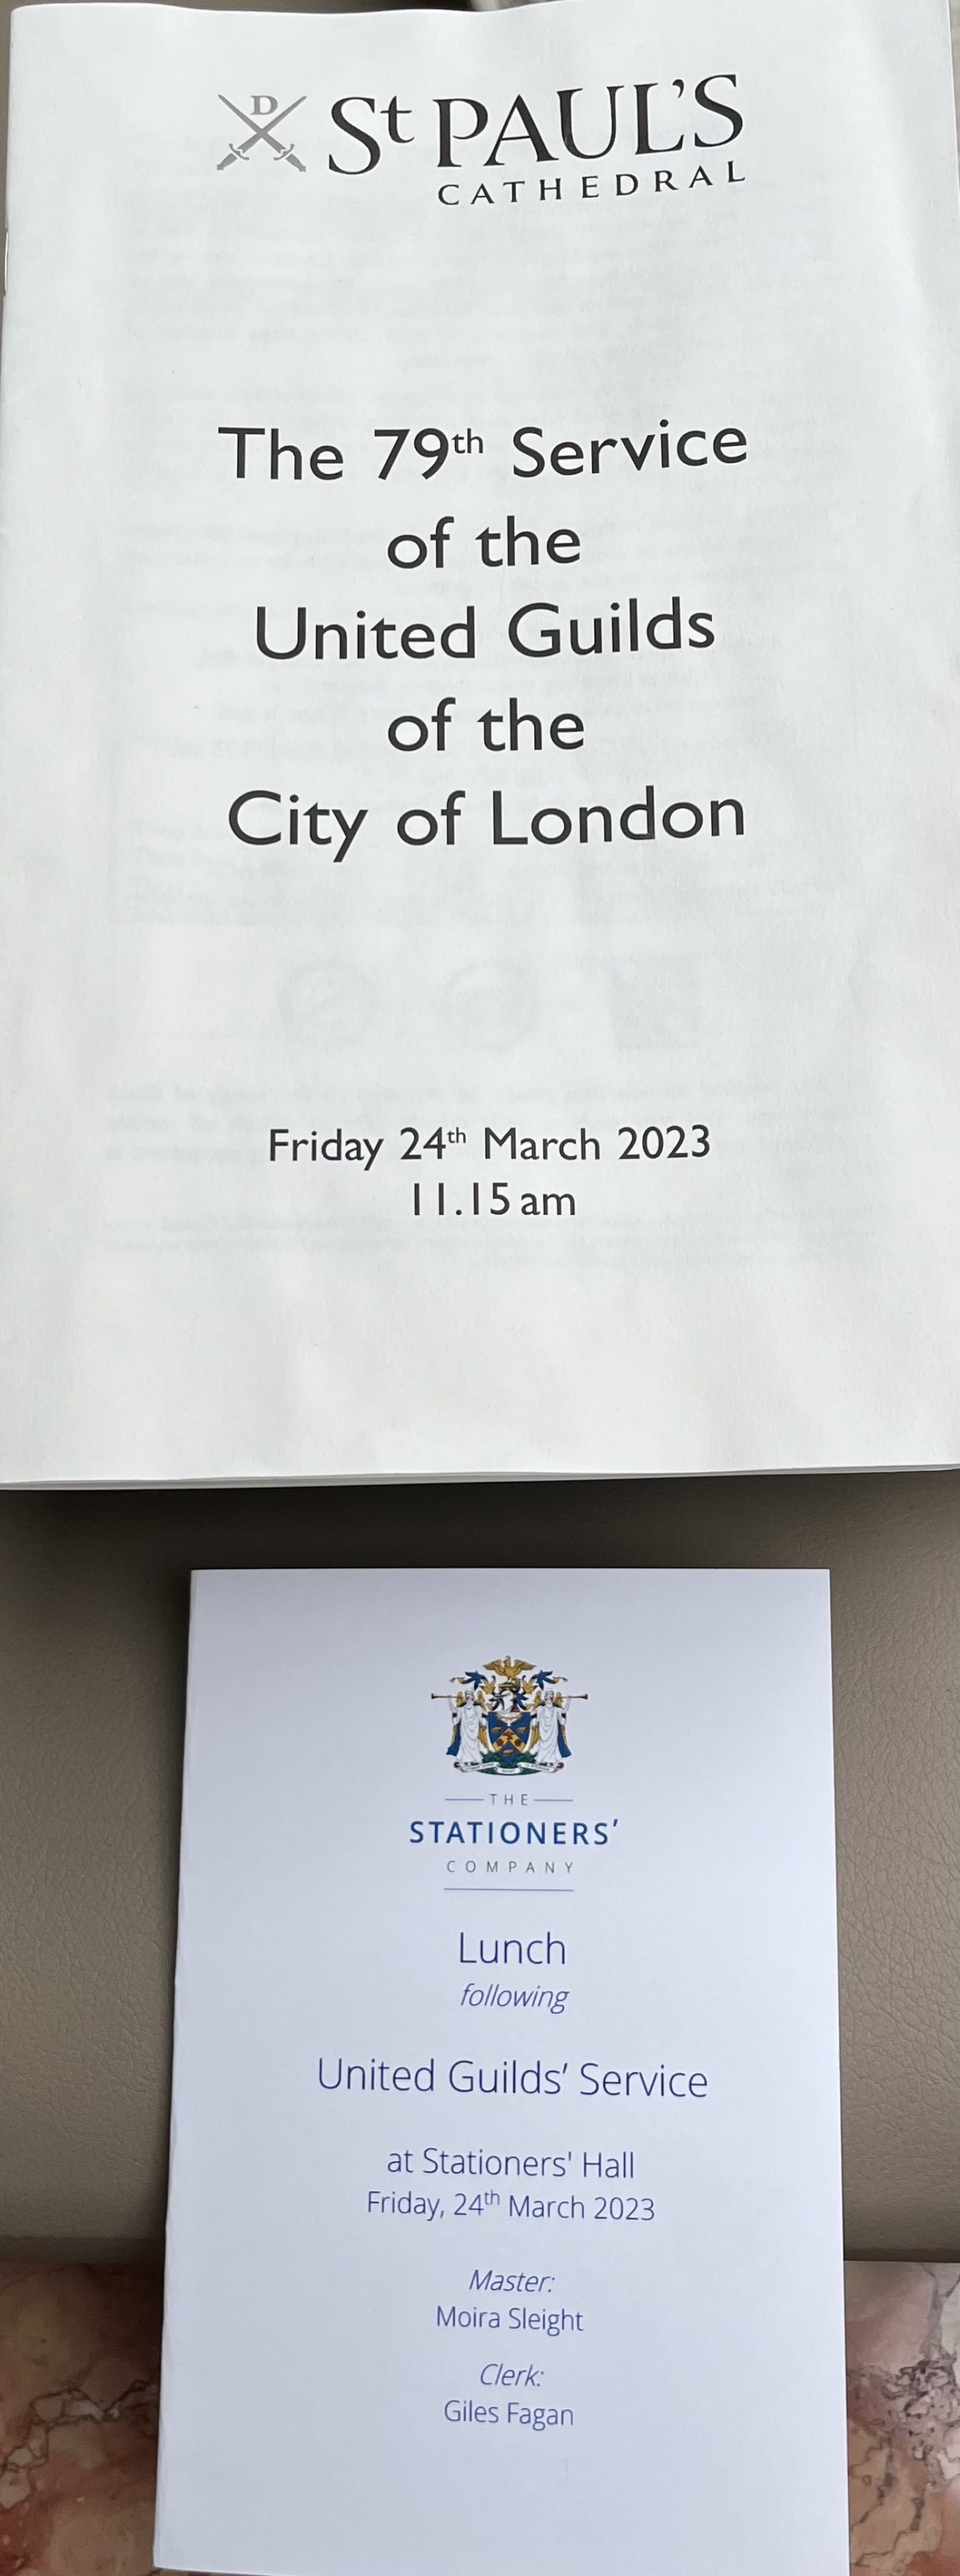 D
St PAUL'S
CATHEDRAL
The 79th Service
of the
United Guilds
of the
City of London
Friday 24th March 2023
11.15 am
THE
STATIONERS'
COMPANY
Lunch
following
United Guilds' Service
at Stationers' Hall
Friday, 24th March 2023
Master:
Moira Sleight
Clerk:
Giles Fagan